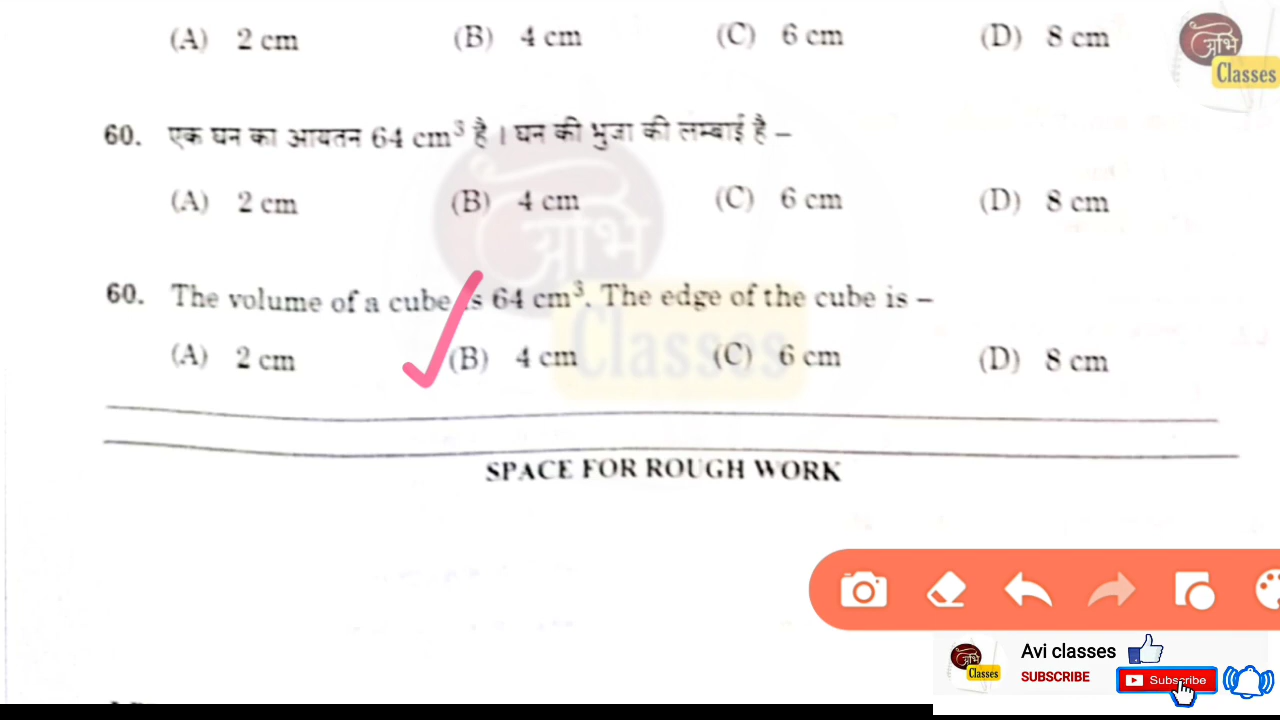 (A) 2 cm (B) 4 cm (C) 6 cm (D) 8 cm
अभि
Classes
60. एक घन का आयतन 64 cm³ है । घन की भुजा की लम्बाई है –
(A) 2 cm (B) 4 cm (C) 6 cm (D) 8 cm
अभि
Classes
60. The volume of a cube is 64 cm³. The edge of the cube is –
(A) 2 cm (B) 4 cm (C) 6 cm (D) 8 cm
SPACE FOR ROUGH WORK
Avi classes
SUBSCRIBE
Subscribe
अभि
Classes